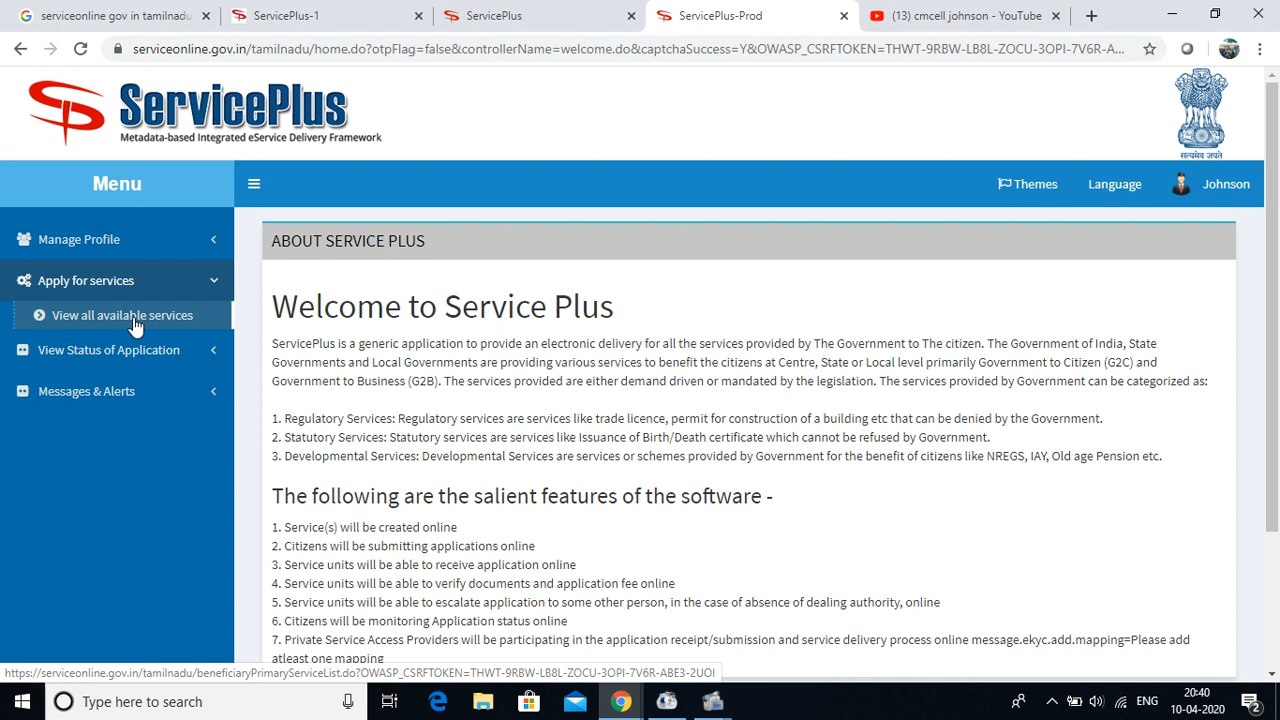 serviceonline gov in tamilnadu
ServicePlus-1
ServicePlus
ServicePlus-Prod
(13) cmcell johnson - YouTube
serviceonline.gov.in/tamilnadu/home.do?otpFlag=false&controllerName=welcome.do&captchaSuccess=Y&OWASP_CSRFTOKEN=THWT-9RBW-LB8L-ZOCU-3OPI-7V6R-A...
ServicePlus
Metadata-based Integrated eService Delivery Framework
सत्यमेव जयते
Menu
Themes
Language
Johnson
Manage Profile
Apply for services
View all available services
View Status of Application
Messages & Alerts
ABOUT SERVICE PLUS
Welcome to Service Plus
ServicePlus is a generic application to provide an electronic delivery for all the services provided by The Government to The citizen. The Government of India, State
Governments and Local Governments are providing various services to benefit the citizens at Centre, State or Local level primarily Government to Citizen (G2C) and
Government to Business (G2B). The services provided are either demand driven or mandated by the legislation. The services provided by Government can be categorized as:
1. Regulatory Services: Regulatory services are services like trade licence, permit for construction of a building etc that can be denied by the Government.
2. Statutory Services: Statutory services are services like Issuance of Birth/Death certificate which cannot be refused by Government.
3. Developmental Services: Developmental Services are services or schemes provided by Government for the benefit of citizens like NREGS, IAY, Old age Pension etc.
The following are the salient features of the software -
1. Service(s) will be created online
2. Citizens will be submitting applications online
3. Service units will be able to receive application online
4. Service units will be able to verify documents and application fee online
5. Service units will be able to escalate application to some other person, in the case of absence of dealing authority, online
6. Citizens will be monitoring Application status online
7. Private Service Access Providers will be participating in the application receipt/submission and service delivery process online message.ekyc.add.mapping=Please add
atleast one mapping
https://serviceonline.gov.in/tamilnadu/beneficiaryPrimaryServiceList.do?OWASP_CSRFTOKEN=THWT-9RBW-LB8L-ZOCU-3OPI-7V6R-ABE3-2UOI
Type here to search
ENG
20:40
10-04-2020
2